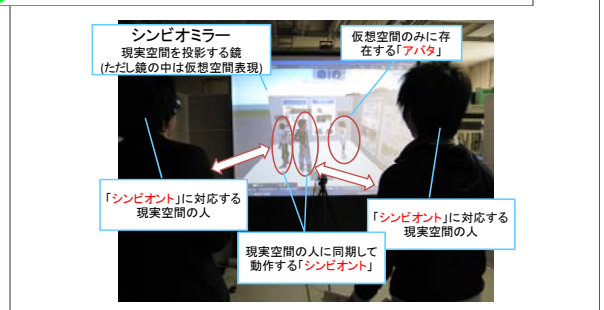 シンビオミラー
現実空間を投影する鏡
(ただし鏡の中は仮想空間表現)
仮想空間のみに存
在する「アバタ」
「シンビオント」に対応する
現実空間の人
「シンビオント」に対応する
現実空間の人
現実空間の人に同期して
動作する「シンビオント」